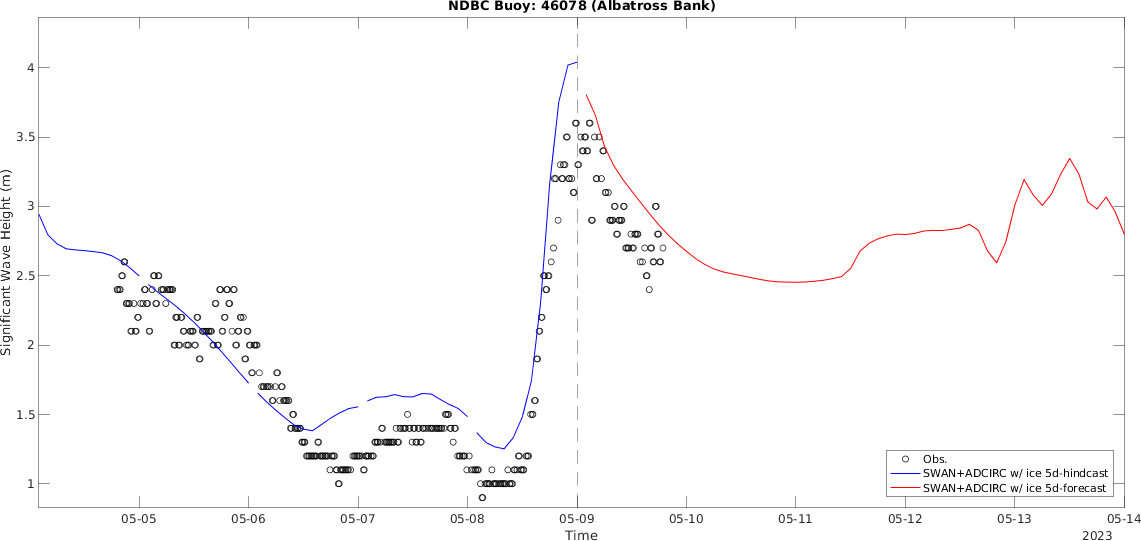 NDBC Buoy: 46078 (Albatross Bank)
Significant Wave Height (m)
4
3.5
3
2.5
2
1.5
1
Obs.
SWAN+ADCIRC w/ ice 5d-hindcast
SWAN+ADCIRC w/ ice 5d-forecast
05-05 05-06 05-07 05-08 05-09 05-10 05-11 05-12 05-13 05-14
Time
2023